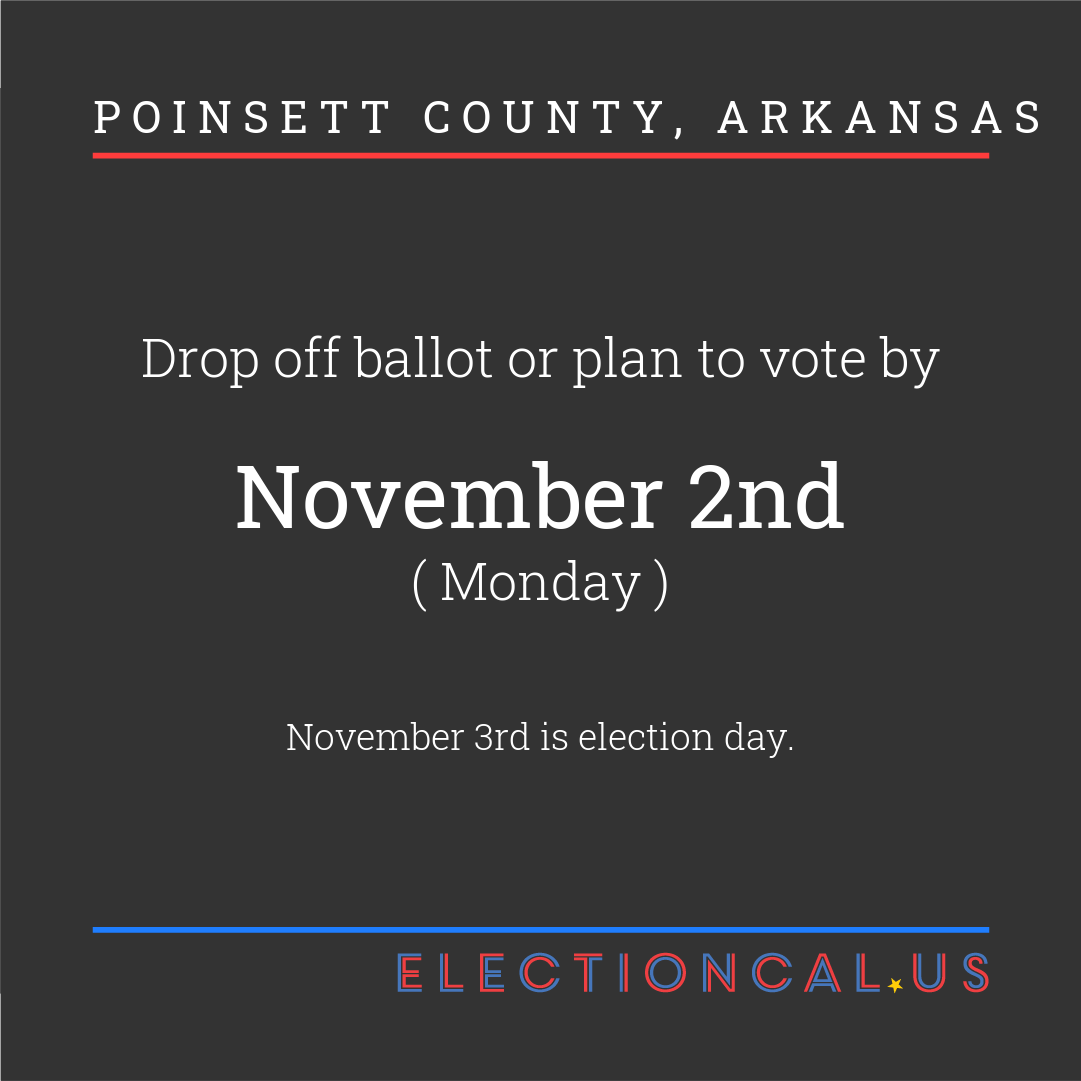 POINSETT COUNTY, ARKANSAS
Drop off ballot or plan to vote by
November 2nd
( Monday )
November 3rd is election day.
ELECTIONCAL.US